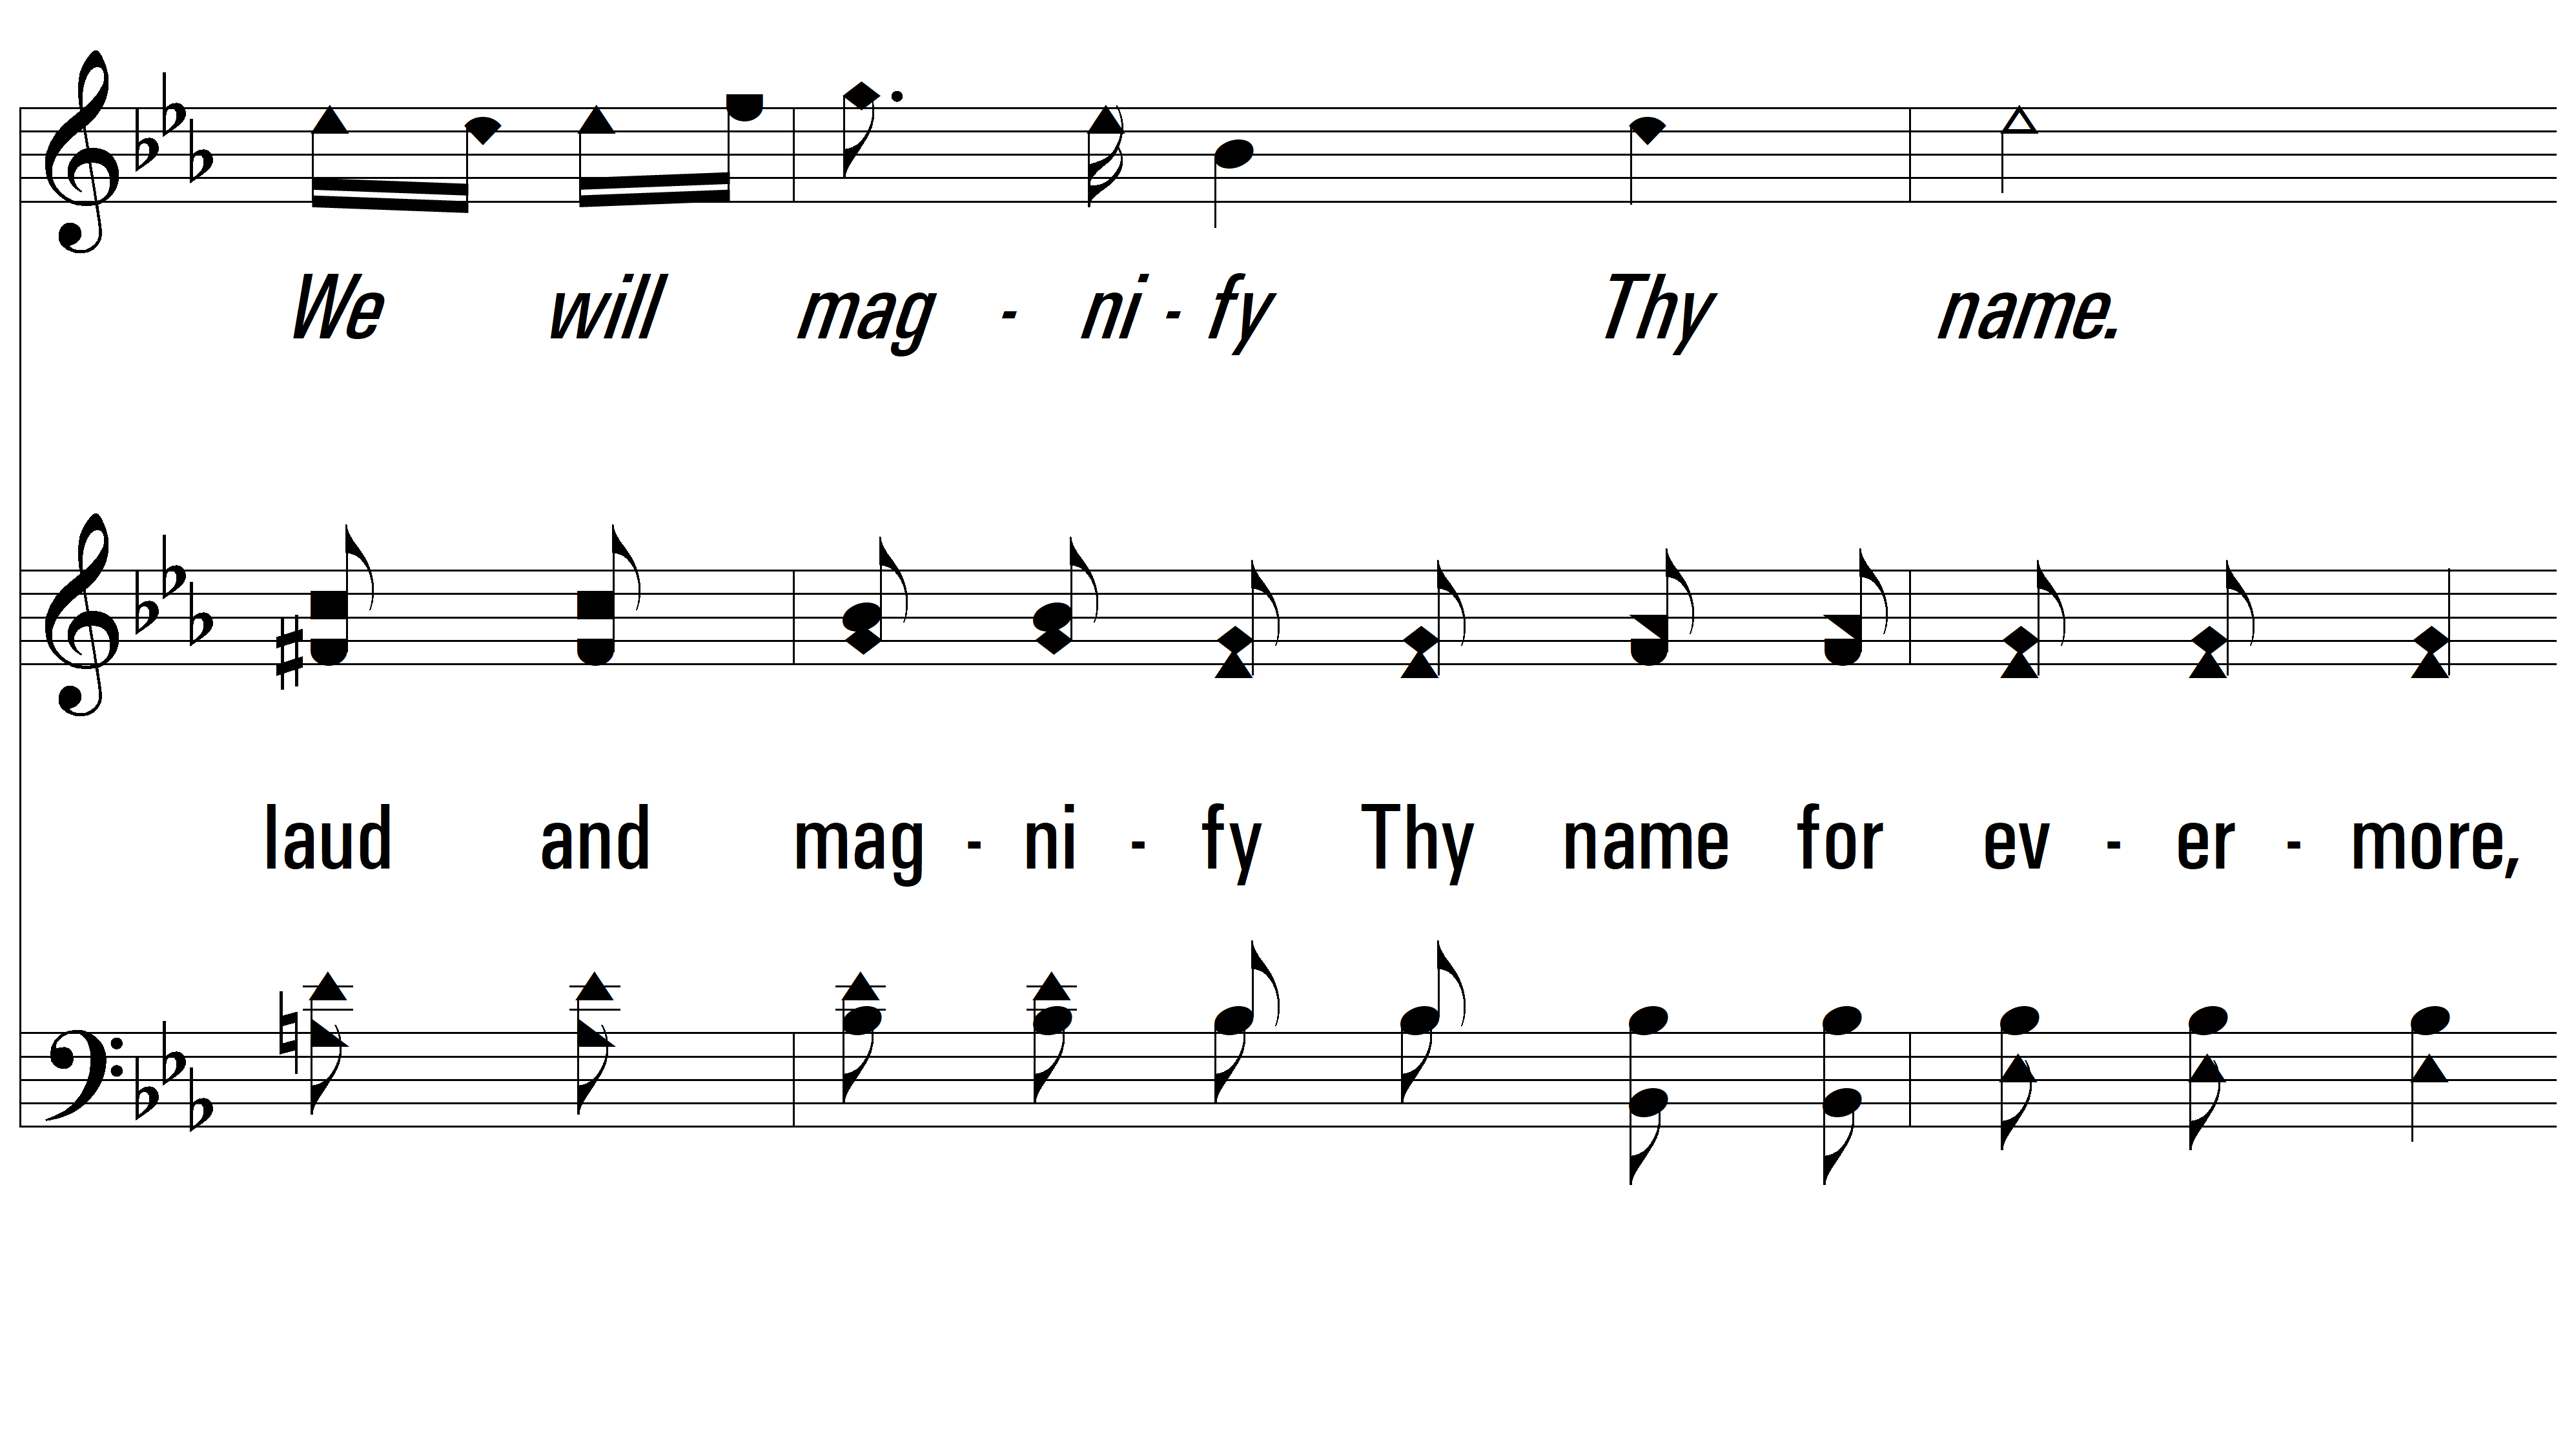 We will mag - ni - fy Thy name.
laud and mag - ni - fy Thy name for ev - er - more,